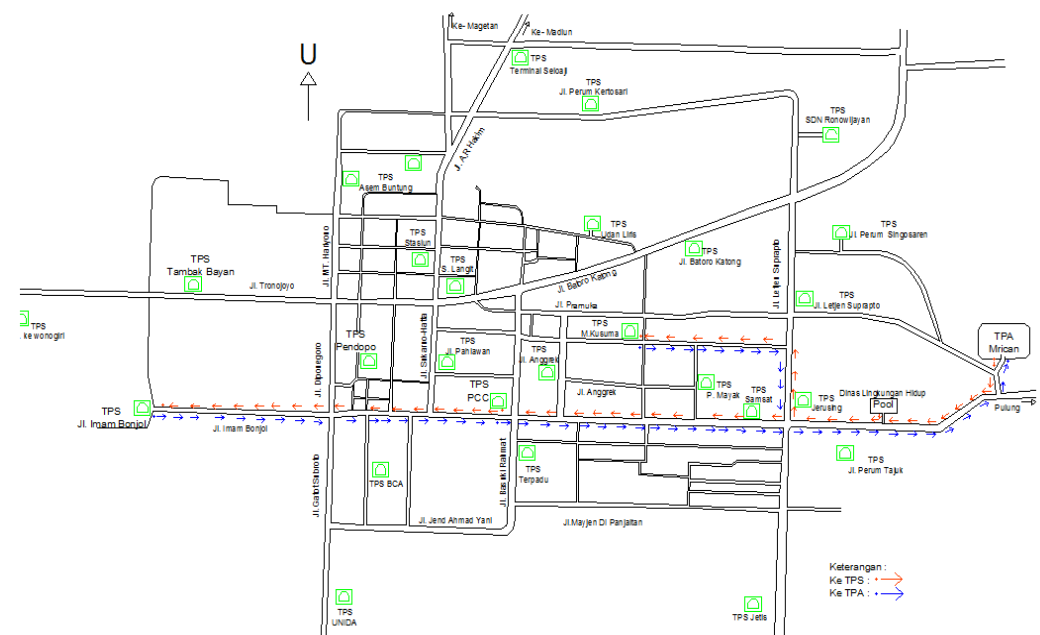 Ke- Magetan
Ke- Madiun
U
TPS
Terminal Seloaji
TPS
Jl. Perum Kertosari
TPS
SDN Ronowijayan
Jl. A.R Hakim
TPS
Asem Buntung
TPS
Stasiun
TPS
Udan Liris
TPS
Jl. Perum Singosaren
TPS
Tambak Bayan
Jl. MT. Hariyono
TPS
S. Langit
TPS
Jl. Batoro Katong
Jl. Letjen Suprapto
Jl. Tronojoyo
Jl. Batoro Katong
TPS
Jl. Letjen Suprapto
Jl. Pramuka
TPS
ke wonogiri
TPS
Pendopo
Jl. Sukarno-Hatta
TPS
Jl. Pahlawan
TPS
M.Kusuma
TPA
Mrican
TPS
Jl. Anggrek
Jl. Diponegoro
TPS
PCC
Jl. Anggrek
TPS
P. Mayak
TPS
Samsat
TPS
Jerusing
Dinas Lingkungan Hidup
Pool
Pulung
TPS
Jl. Imam Bonjol
Jl. Imam Bonjol
Jl. Gatot Subroto
TPS BCA
Jl. Basuki Rahmat
TPS
Terpadu
TPS
Jl. Perum Tajuk
Jl. Jend Ahmad Yani
Jl.Mayjen DI Panjaitan
Keterangan :
Ke TPS :
Ke TPA :
TPS
UNIDA
TPS Jetis